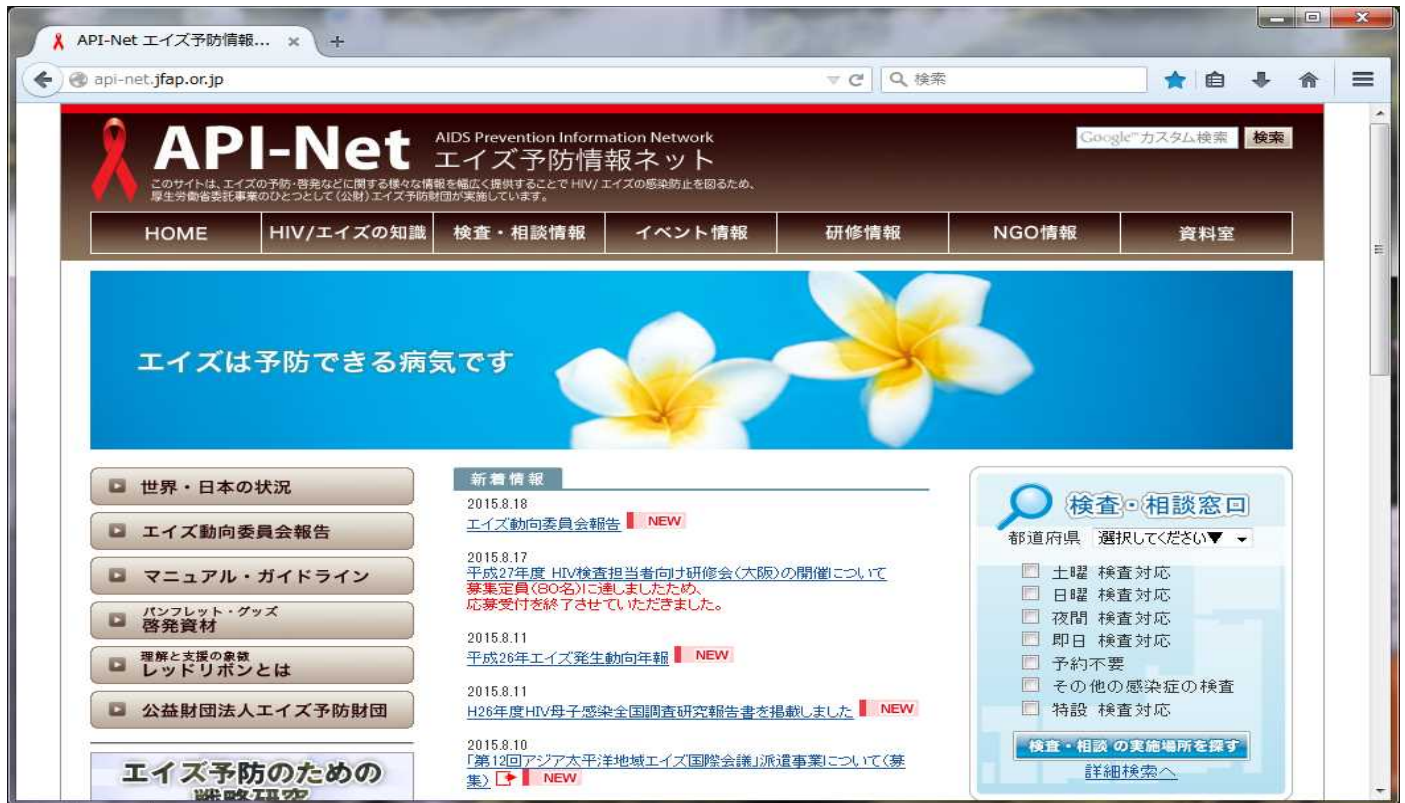 API-Net エイズ予防情報...
api-net.jfap.or.jp
検索
API-Net
AIDS Prevention Information Network
エイズ予防情報ネット
このサイトは、エイズの予防・啓発などに関する様々な情報を幅広く提供することでHIV/エイズの感染防止を図るため、
厚生労働省委託事業のひとつとして(公財)エイズ予防財団が実施しています。
Google™カスタム検索 検索
HOME HIV/エイズの知識 検査・相談情報 イベント情報 研修情報 NGO情報 資料室
エイズは予防できる病気です
世界・日本の状況
エイズ動向委員会報告
マニュアル・ガイドライン
パンフレット・グッズ
啓発資材
理解と支援の象徴
レッドリボンとは
公益財団法人エイズ予防財団
エイズ予防のための
戦略研究
新着情報
2015.8.18
エイズ動向委員会報告 NEW
2015.8.17
平成27年度 HIV検査担当者向け研修会(大阪)の開催について
募集定員(80名)に達しましたため、
応募受付を終了させていただきました。
2015.8.11
平成26年エイズ発生動向年報 NEW
2015.8.11
H26年度HIV母子感染全国調査研究報告書を掲載しました NEW
2015.8.10
「第12回アジア太平洋地域エイズ国際会議」派遣事業について(募
集) NEW
検査・相談窓口
都道府県 選択してください▼
土曜 検査対応
日曜 検査対応
夜間 検査対応
即日 検査対応
予約不要
その他の感染症の検査
特設 検査対応
検査・相談 の実施場所を探す
詳細検索へ